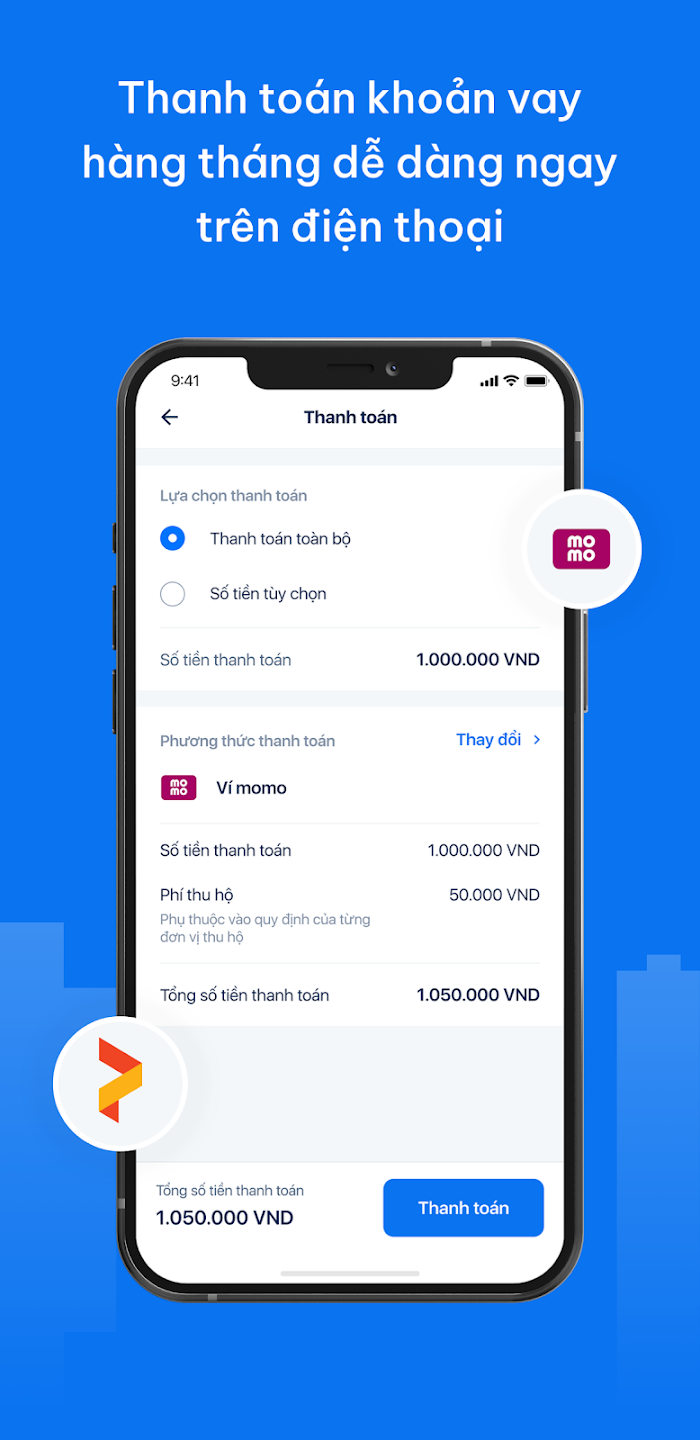 Thanh toán khoản vay
hàng tháng dễ dàng ngay
trên điện thoại
9:41
Thanh toán
Lựa chọn thanh toán
Thanh toán toàn bộ
mo
mo
Số tiền tùy chọn
Số tiền thanh toán 1.000.000 VND
Phương thức thanh toán Thay đổi
mo
mo
Ví momo
Số tiền thanh toán 1.000.000 VND
Phí thu hộ 50.000 VND
Phụ thuộc vào quy định của từng
đơn vị thu hộ
Tổng số tiền thanh toán 1.050.000 VND
Tổng số tiền thanh toán
1.050.000 VND
Thanh toán